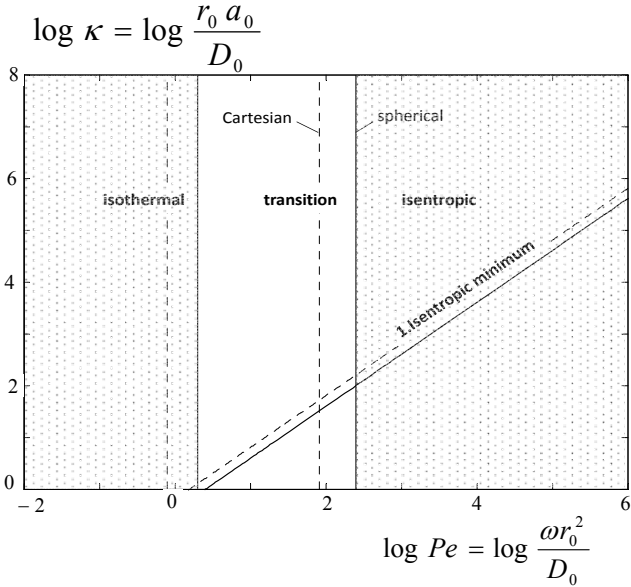 log κ = log r₀ a₀ / D₀
8
Cartesian
spherical
6
isothermal
transition
isentropic
1.Isentropic minimum
4
2
0
−2
0
2
4
6
log Pe = log ωr₀² / D₀